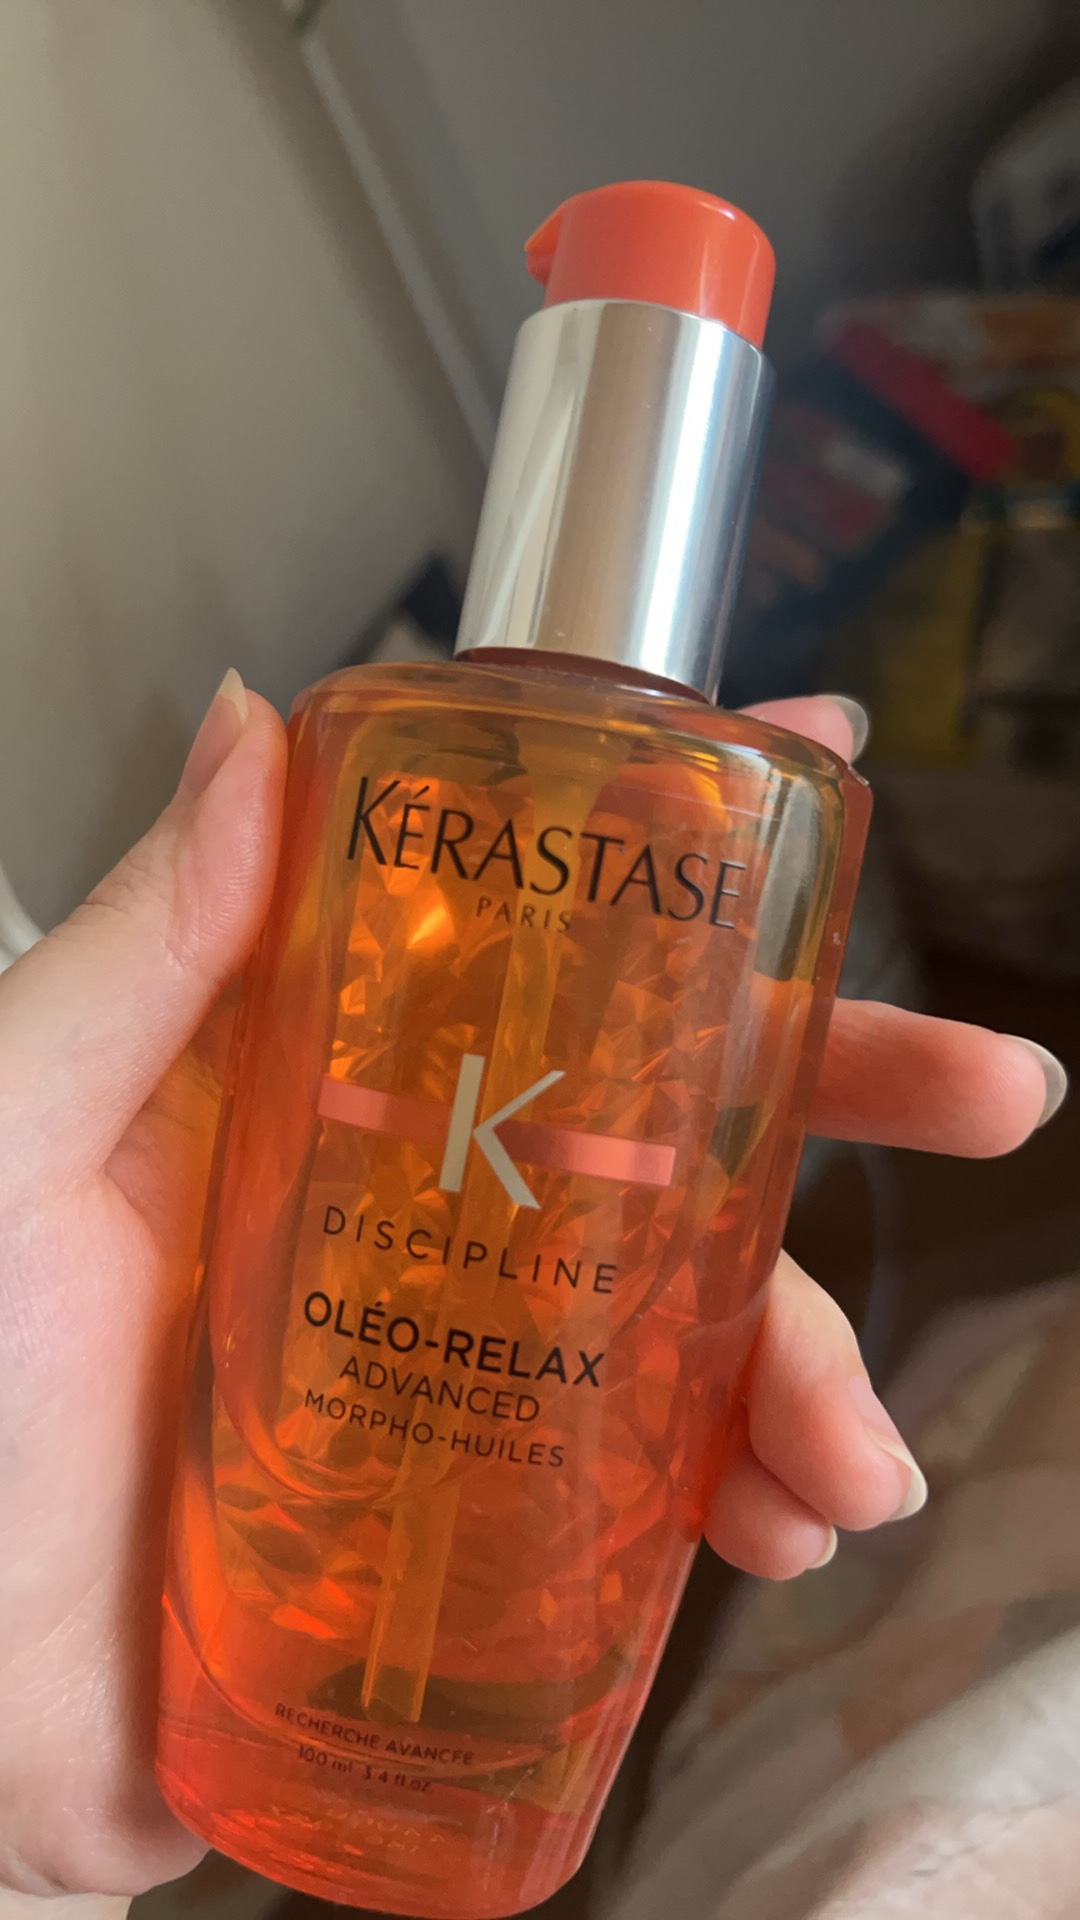 KÉRASTASE
PARIS
K
DISCIPLINE
OLÉO-RELAX
ADVANCED
MORPHO-HUILES
RECHERCHE AVANCÉE
100 ml 3.4 fl.oz